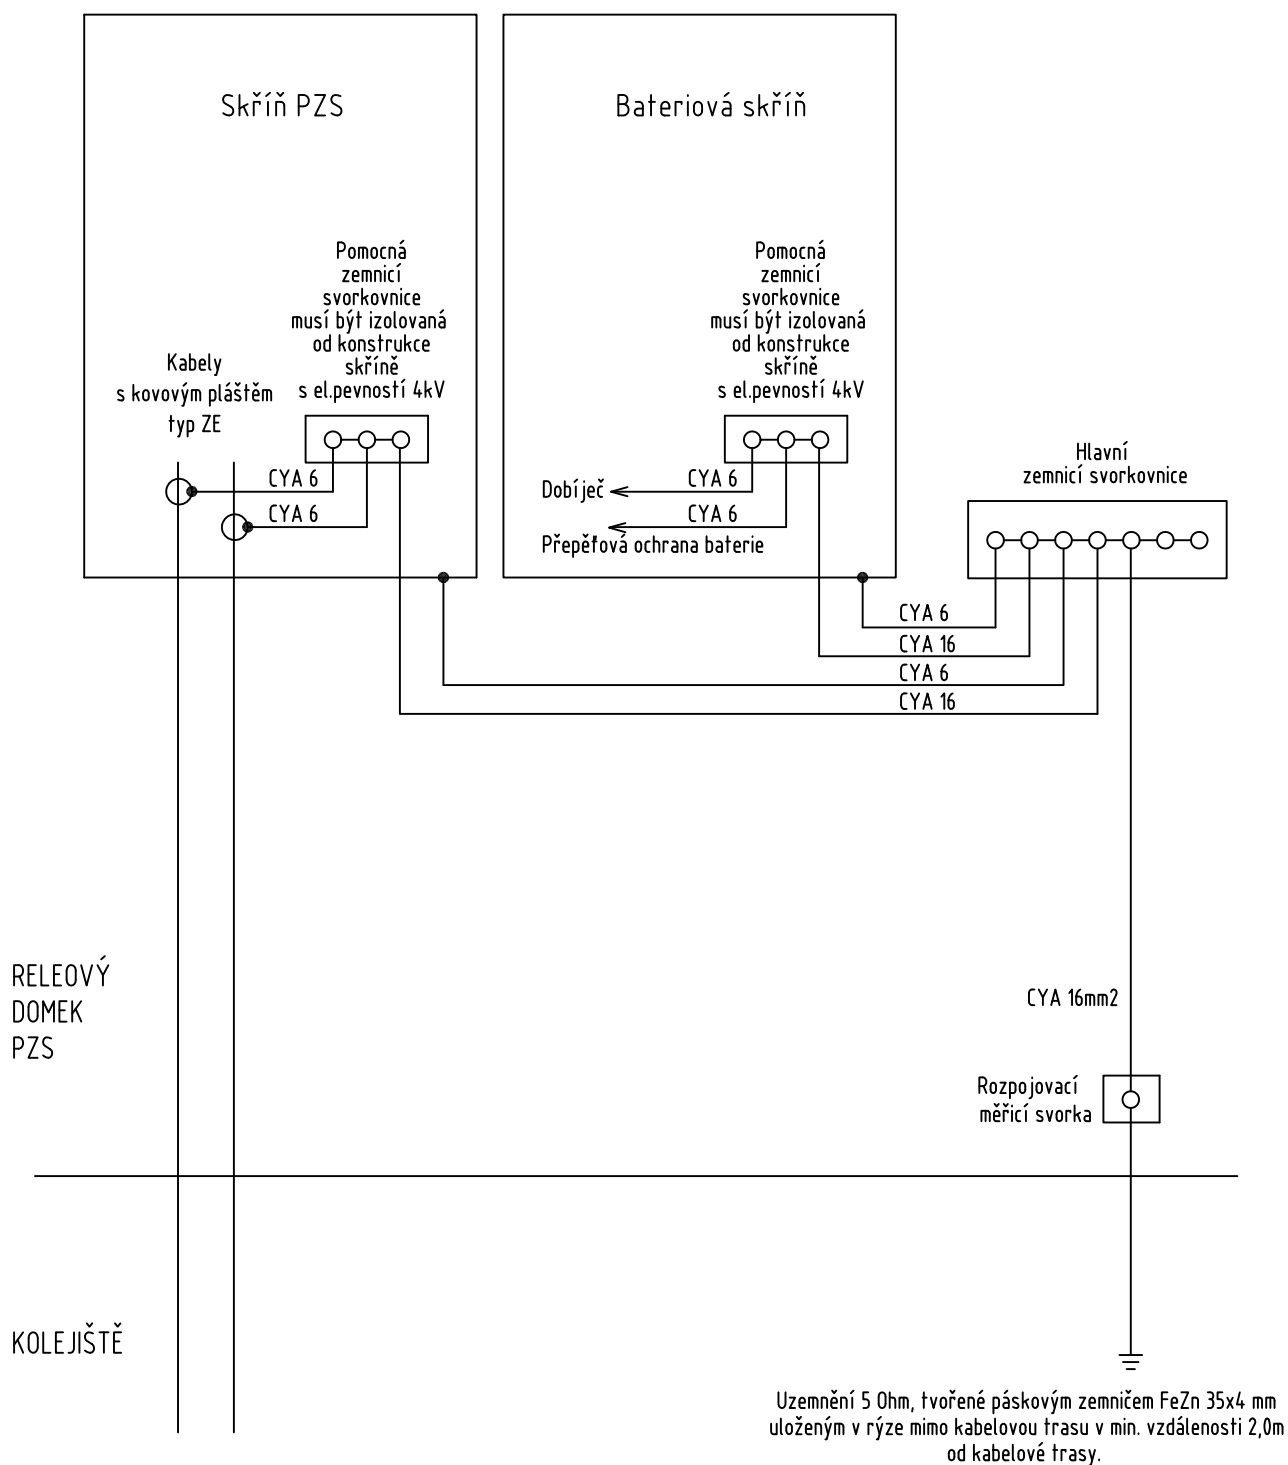 Skříň PZS
Bateriová skříň
Pomocná
zemnicí
svorkovnice
musí být izolovaná
od konstrukce
skříně
s el.pevností 4kV
Kabely
s kovovým pláštěm
typ ZE
CYA 6
CYA 6
Pomocná
zemnicí
svorkovnice
musí být izolovaná
od konstrukce
skříně
s el.pevností 4kV
Dobíječ
CYA 6
CYA 6
Přepěťová ochrana baterie
Hlavní
zemnicí svorkovnice
CYA 6
CYA 16
CYA 6
CYA 16
RELEOVÝ
DOMEK
PZS
CYA 16mm2
Rozpojovací
měřicí svorka
KOLEJIŠTĚ
Uzemnění 5 Ohm, tvořené páskovým zemničem FeZn 35x4 mm
uloženým v rýze mimo kabelovou trasu v min. vzdálenosti 2,0m
od kabelové trasy.